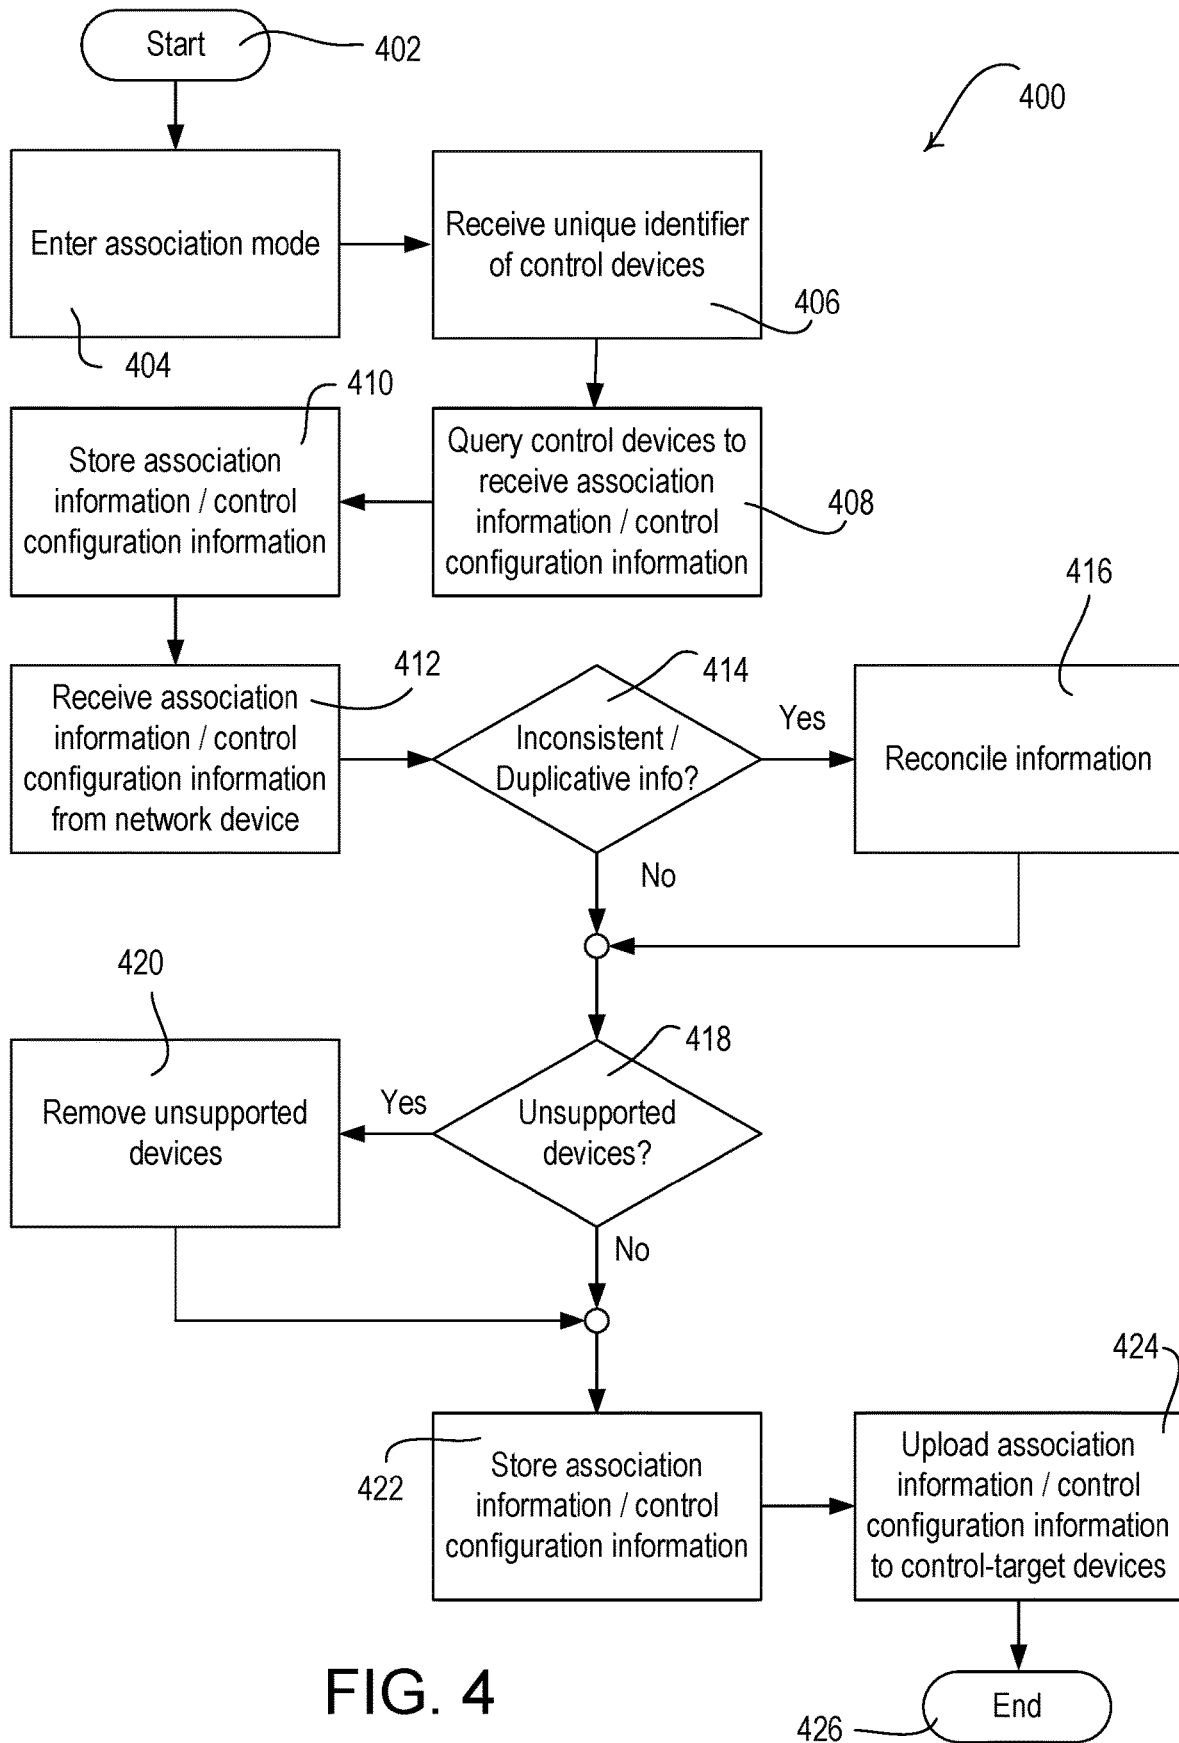 Start
402
400
Enter association mode
404
Receive unique identifier
of control devices
406
410
Store association
information / control
configuration information
Query control devices to
receive association
information / control
configuration information
408
416
Receive association
information / control
configuration information
from network device
412
414
Inconsistent /
Duplicative info?
Yes
Reconcile information
No
420
Remove unsupported
devices
Yes
418
Unsupported
devices?
No
424
422
Store association
information / control
configuration information
Upload association
information / control
configuration information
to control-target devices
FIG. 4
End
426